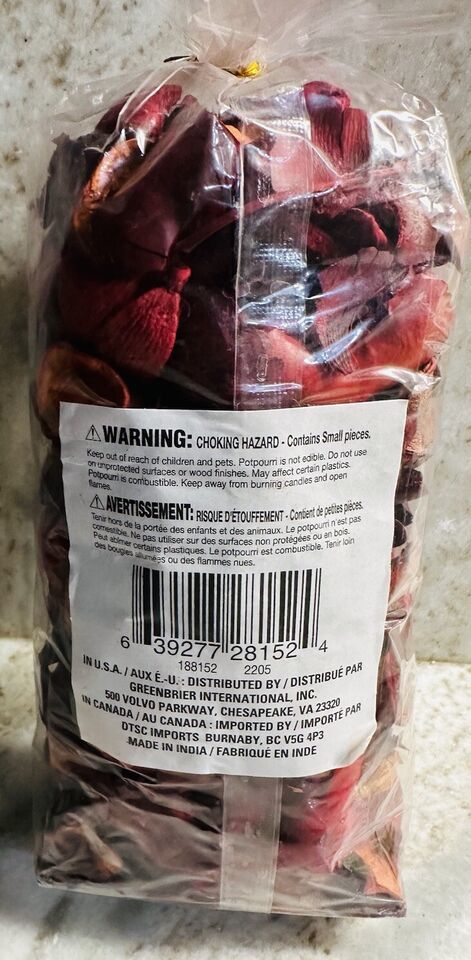 ⚠ WARNING: CHOKING HAZARD - Contains Small pieces.
Keep out of reach of children and pets. Potpourri is not edible. Do not use
on unprotected surfaces or wood finishes. May affect certain plastics.
Potpourri is combustible. Keep away from burning candles and open
flames.
⚠ AVERTISSEMENT: RISQUE D'ÉTOUFFEMENT - Contient de petites pièces.
Tenir hors de la portée des enfants et des animaux. Le potpourri n'est pas
comestible. Ne pas utiliser sur des surfaces non protégées ou en bois.
Peut abîmer certains plastiques. Le potpourri est combustible. Tenir loin
des bougies allumées ou des flammes nues.
6 39277 28152 4
188152 2205
IN U.S.A. / AUX É.-U.: DISTRIBUTED BY / DISTRIBUÉ PAR
GREENBRIER INTERNATIONAL, INC.
500 VOLVO PARKWAY, CHESAPEAKE, VA 23320
IN CANADA / AU CANADA : IMPORTED BY / IMPORTÉ PAR
DTSC IMPORTS BURNABY, BC V5G 4P3
MADE IN INDIA / FABRIQUÉ EN INDE